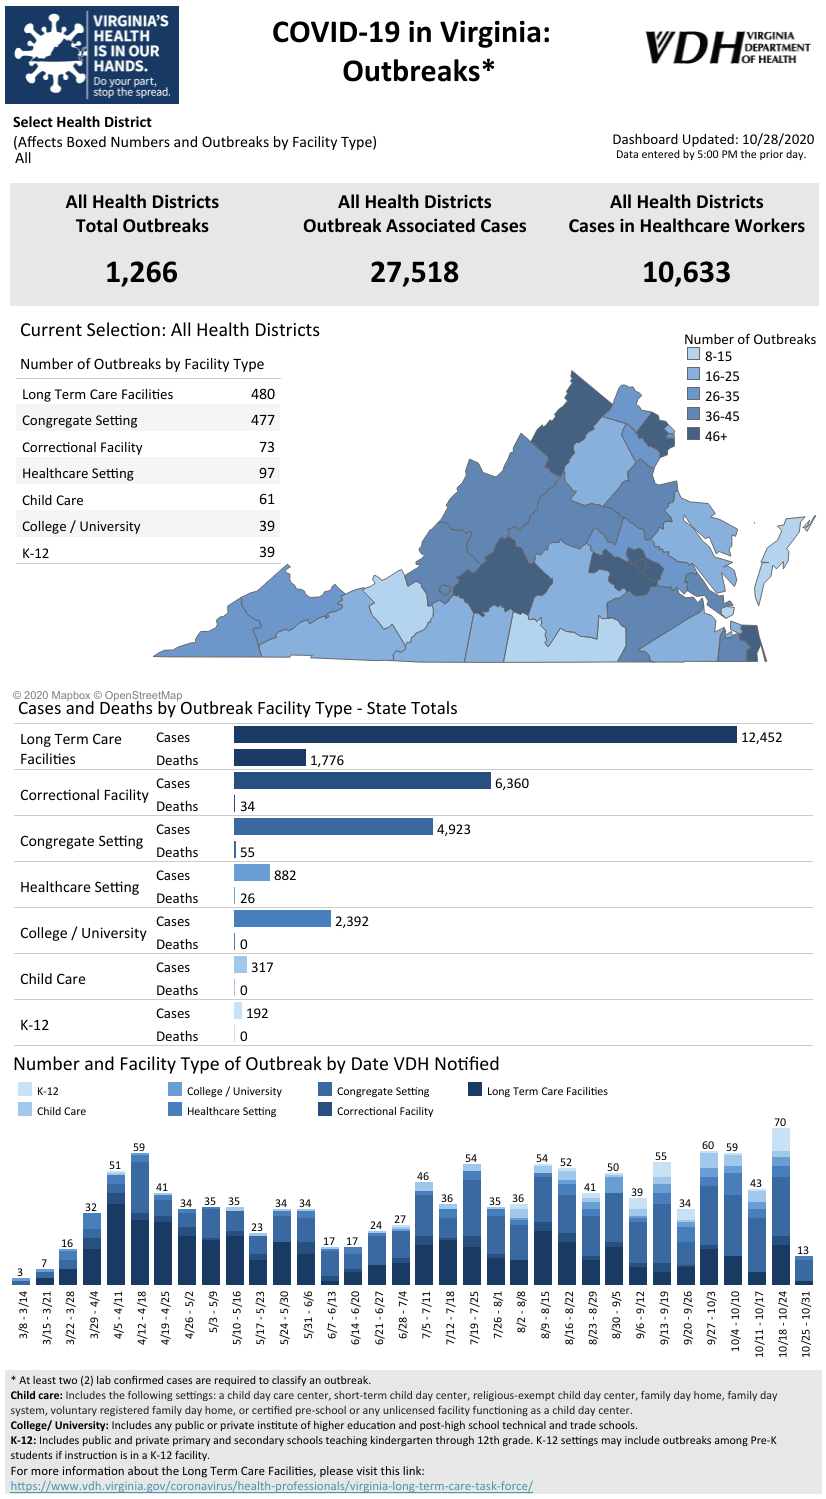 VIRGINIA'S
HEALTH
IS IN OUR
HANDS.
Do your part,
stop the spread.
COVID-19 in Virginia:
Outbreaks*
VDH VIRGINIA
DEPARTMENT
OF HEALTH
Select Health District
(Affects Boxed Numbers and Outbreaks by Facility Type)
All
Dashboard Updated: 10/28/2020
Data entered by 5:00 PM the prior day.
All Health Districts
Total Outbreaks
1,266
All Health Districts
Outbreak Associated Cases
27,518
All Health Districts
Cases in Healthcare Workers
10,633
Current Selection: All Health Districts
Number of Outbreaks by Facility Type
Long Term Care Facilities 480
Congregate Setting 477
Correctional Facility 73
Healthcare Setting 97
Child Care 61
College / University 39
K-12 39
Number of Outbreaks
8-15
16-25
26-35
36-45
46+
© 2020 Mapbox © OpenStreetMap
Cases and Deaths by Outbreak Facility Type - State Totals
Long Term Care
Facilities
Cases 12,452
Deaths 1,776
Correctional Facility
Cases 6,360
Deaths 34
Congregate Setting
Cases 4,923
Deaths 55
Healthcare Setting
Cases 882
Deaths 26
College / University
Cases 2,392
Deaths 0
Child Care
Cases 317
Deaths 0
K-12
Cases 192
Deaths 0
Number and Facility Type of Outbreak by Date VDH Notified
K-12 College / University Congregate Setting Long Term Care Facilities
Child Care Healthcare Setting Correctional Facility
3 7 16 32 51 59 41 34 35 35 23 34 34 17 17 24 27 46 36 54 35 36 54 52 41 50 39 55 34 60 59 43 70 13
3/8 - 3/14
3/15 - 3/21
3/22 - 3/28
3/29 - 4/4
4/5 - 4/11
4/12 - 4/18
4/19 - 4/25
4/26 - 5/2
5/3 - 5/9
5/10 - 5/16
5/17 - 5/23
5/24 - 5/30
5/31 - 6/6
6/7 - 6/13
6/14 - 6/20
6/21 - 6/27
6/28 - 7/4
7/5 - 7/11
7/12 - 7/18
7/19 - 7/25
7/26 - 8/1
8/2 - 8/8
8/9 - 8/15
8/16 - 8/22
8/23 - 8/29
8/30 - 9/5
9/6 - 9/12
9/13 - 9/19
9/20 - 9/26
9/27 - 10/3
10/4 - 10/10
10/11 - 10/17
10/18 - 10/24
10/25 - 10/31
* At least two (2) lab confirmed cases are required to classify an outbreak.
Child care: Includes the following settings: a child day care center, short-term child day center, religious-exempt child day center, family day home, family day
system, voluntary registered family day home, or certified pre-school or any unlicensed facility functioning as a child day center.
College/ University: Includes any public or private institute of higher education and post-high school technical and trade schools.
K-12: Includes public and private primary and secondary schools teaching kindergarten through 12th grade. K-12 settings may include outbreaks among Pre-K
students if instruction is in a K-12 facility.
For more information about the Long Term Care Facilities, please visit this link:
https://www.vdh.virginia.gov/coronavirus/health-professionals/virginia-long-term-care-task-force/